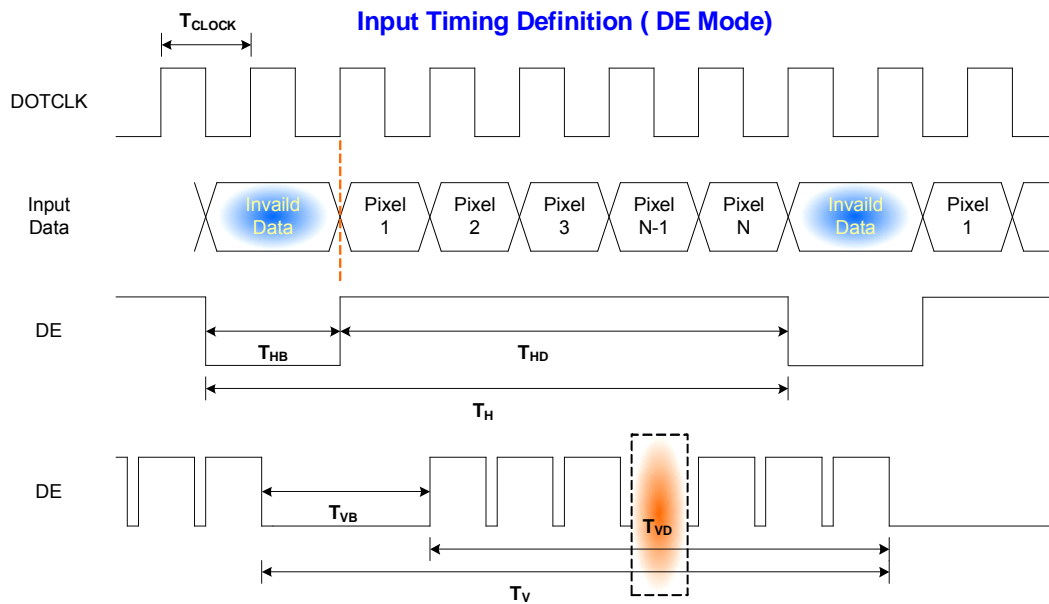 Input Timing Definition ( DE Mode)
TCLOCK
DOTCLK
Input
Data
Invaild
Data
Pixel
1
Pixel
2
Pixel
3
Pixel
N-1
Pixel
N
Invaild
Data
Pixel
1
DE
THB
THD
TH
DE
TVB
TVD
TV